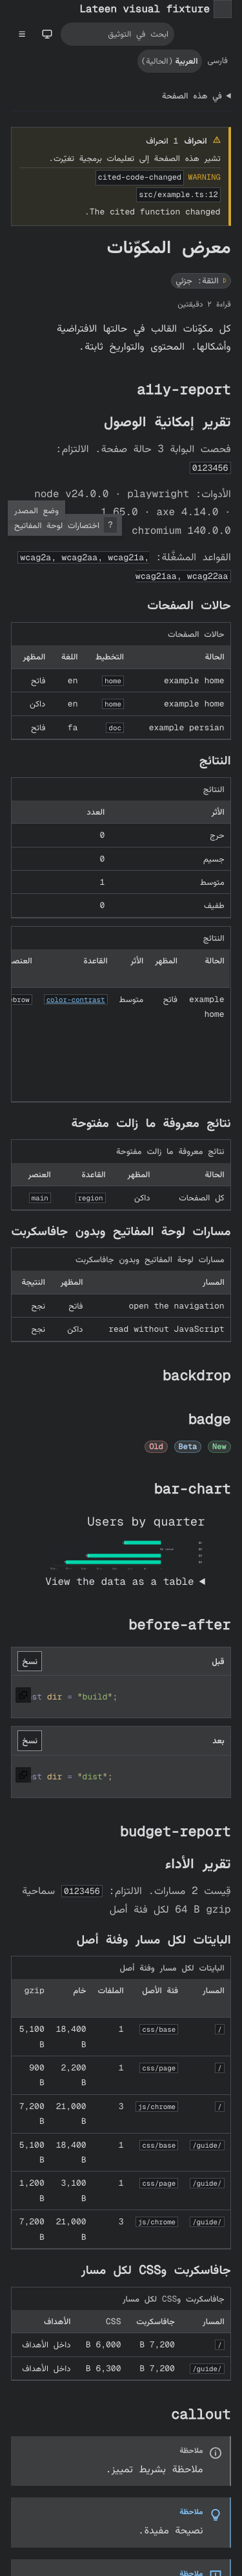 Lateen visual fixture
ابحث في التوثيق
العربية (الحالية) فارسی
في هذه الصفحة
انحراف 1 انحراف
تشير هذه الصفحة إلى تعليمات برمجية تغيّرت.
WARNING cited-code-changed
src/example.ts:12
The cited function changed.
معرض المكوّنات
الثقة: جزئي
قراءة ٢ دقيقتين
كل مكوّنات القالب في حالتها الافتراضية
وأشكالها. المحتوى والتواريخ ثابتة.
a11y-report
تقرير إمكانية الوصول
فحصت البوابة 3 حالة صفحة. الالتزام:
0123456
الأدوات: node v24.0.0 · playwright
1.65.0 · axe 4.14.0 ·
chromium 140.0.0
وضع المصدر
? اختصارات لوحة المفاتيح
القواعد المشغَّلة: wcag2a, wcag2aa, wcag21a,
wcag21aa, wcag22aa
حالات الصفحات
حالات الصفحات
الحالة التخطيط اللغة المظهر
example home home en فاتح
example home home en داكن
example persian doc fa فاتح
النتائج
النتائج
الأثر العدد
حرج 0
جسيم 0
متوسط 1
طفيف 0
النتائج
الحالة المظهر الأثر القاعدة
example home فاتح متوسط color-contrast
نتائج معروفة ما زالت مفتوحة
نتائج معروفة ما زالت مفتوحة
الحالة المظهر القاعدة العنصر
كل الصفحات داكن region main
مسارات لوحة المفاتيح وبدون جافاسكربت
مسارات لوحة المفاتيح وبدون جافاسكربت
المسار المظهر النتيجة
open the navigation فاتح نجح
read without JavaScript داكن نجح
backdrop
badge
New Beta Old
bar-chart
Users by quarter
View the data as a table
before-after
قبل نسخ
dir = "build";
بعد نسخ
dir = "dist";
budget-report
تقرير الأداء
قِيست 2 مسارات. الالتزام: 0123456 سماحية
64 B gzip لكل فئة أصل
البايتات لكل مسار وفئة أصل
البايتات لكل مسار وفئة أصل
المسار فئة الأصل الملفات خام gzip
/ css/base 1 18,400 B 5,100 B
/ css/page 1 2,200 B 900 B
/ js/chrome 3 21,000 B 7,200 B
/guide/ css/base 1 18,400 B 5,100 B
/guide/ css/page 1 3,100 B 1,200 B
/guide/ js/chrome 3 21,000 B 7,200 B
جافاسكربت وCSS لكل مسار
جافاسكربت وCSS لكل مسار
المسار جافاسكربت CSS الأهداف
/ 7,200 B 6,000 B داخل الأهداف
/guide/ 7,200 B 6,300 B داخل الأهداف
callout
ملاحظة
ملاحظة بشريط تمييز.
ملاحظة
نصيحة مفيدة.
ملاحظة